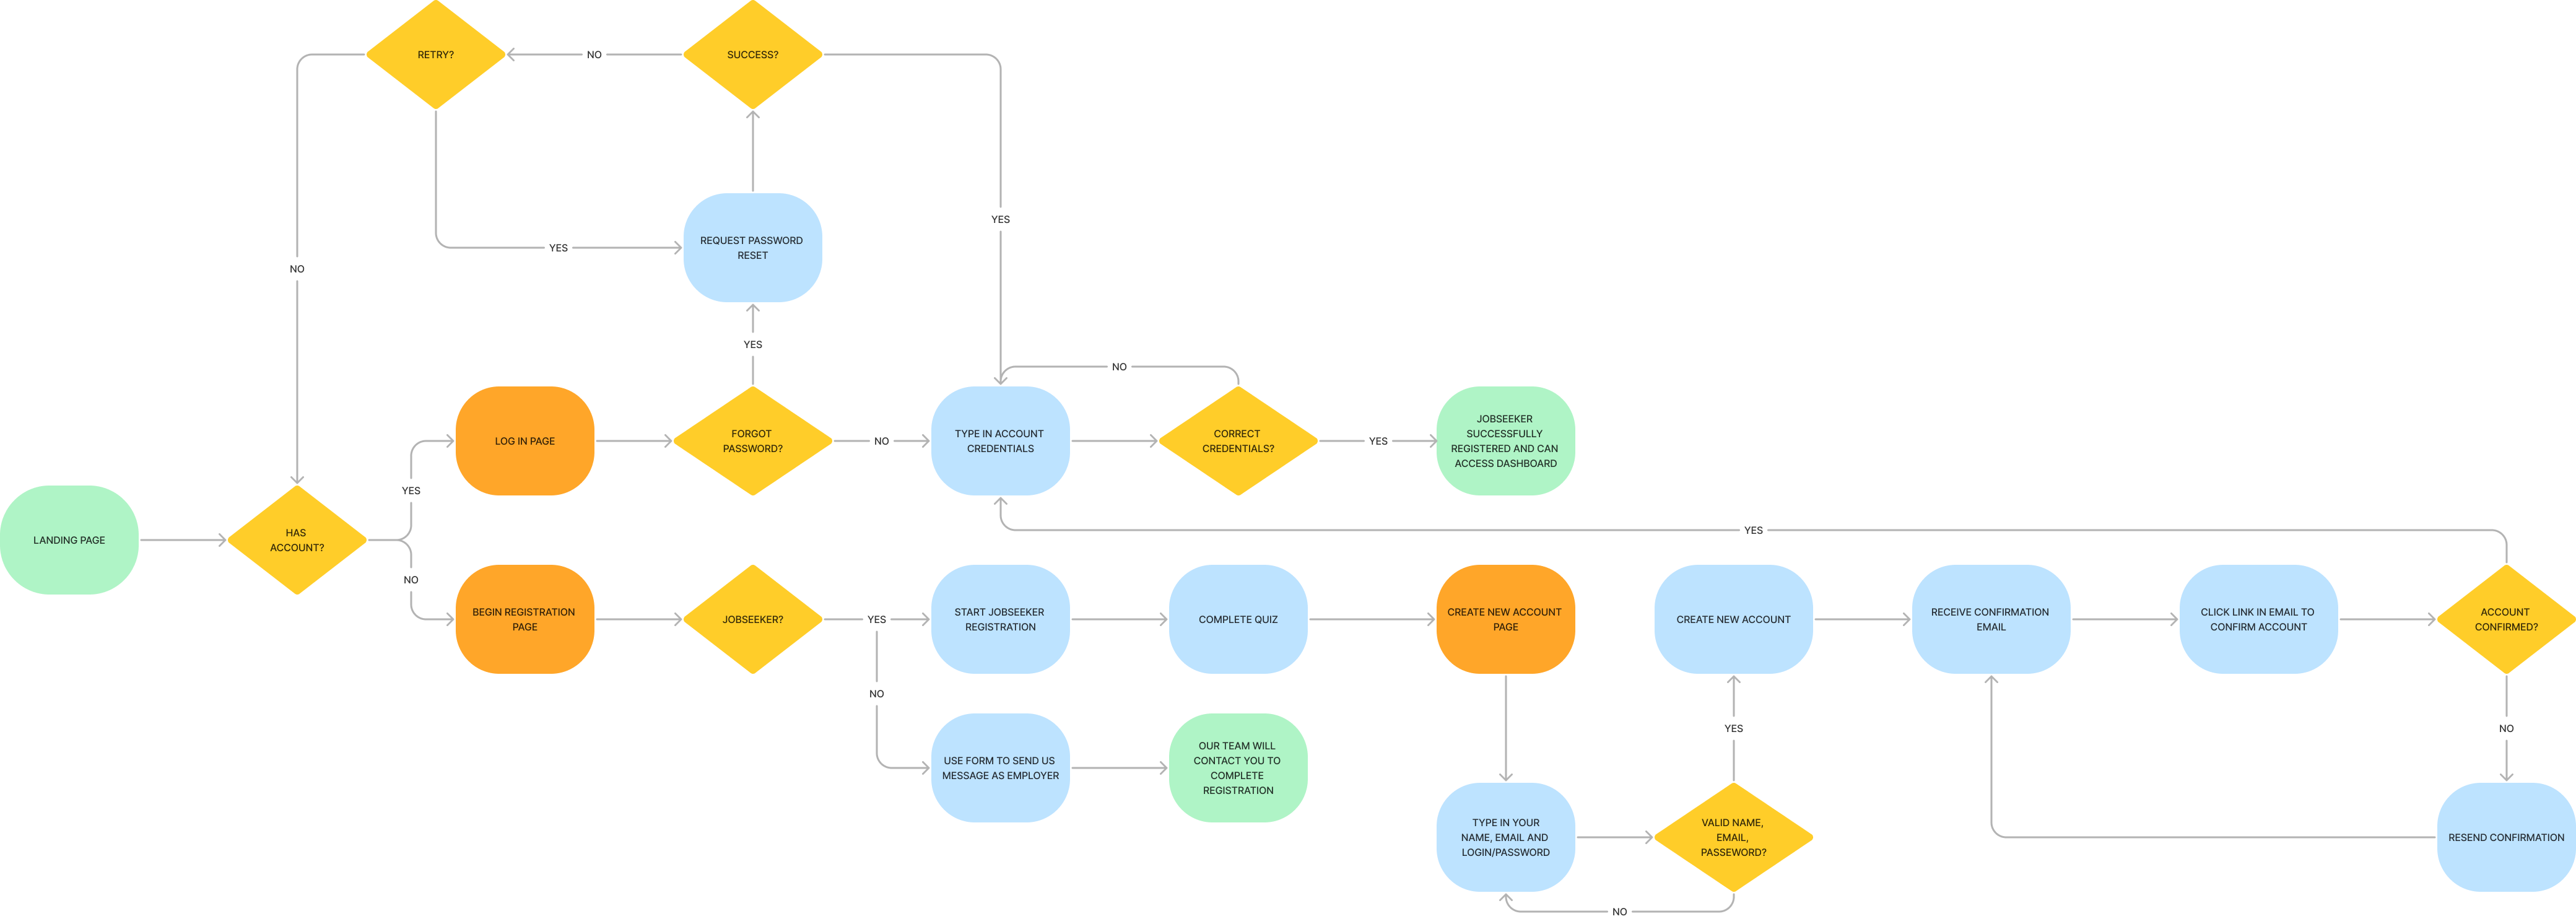 RETRY?
NO
SUCCESS?
YES
NO
YES
REQUEST PASSWORD
RESET
YES
NO
LOG IN PAGE
FORGOT
PASSWORD?
NO
TYPE IN ACCOUNT
CREDENTIALS
CORRECT
CREDENTIALS?
YES
JOBSEEKER
SUCCESSFULLY
REGISTERED AND CAN
ACCESS DASHBOARD
YES
LANDING PAGE
HAS
ACCOUNT?
YES
NO
BEGIN REGISTRATION
PAGE
JOBSEEKER?
YES
START JOBSEEKER
REGISTRATION
COMPLETE QUIZ
CREATE NEW ACCOUNT
PAGE
CREATE NEW ACCOUNT
RECEIVE CONFIRMATION
EMAIL
CLICK LINK IN EMAIL TO
CONFIRM ACCOUNT
ACCOUNT
CONFIRMED?
NO
YES
NO
USE FORM TO SEND US
MESSAGE AS EMPLOYER
OUR TEAM WILL
CONTACT YOU TO
COMPLETE
REGISTRATION
TYPE IN YOUR
NAME, EMAIL AND
LOGIN/PASSWORD
VALID NAME,
EMAIL,
PASSEWORD?
RESEND CONFIRMATION
NO